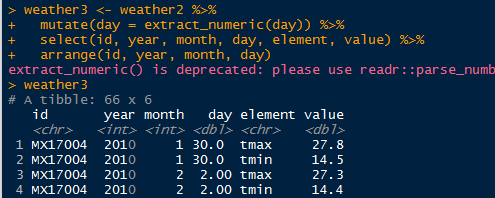 > weather3 <- weather2 %>%
+   mutate(day = extract_numeric(day)) %>%
+   select(id, year, month, day, element, value) %>%
+   arrange(id, year, month, day)
extract_numeric() is deprecated: please use readr::parse_numb
> weather3
# A tibble: 66 x 6
   id       year month   day element value
   <chr>   <int> <int> <dbl> <chr>   <dbl>
 1 MX17004  2010     1 30.0  tmax     27.8
 2 MX17004  2010     1 30.0  tmin     14.5
 3 MX17004  2010     2  2.00 tmax     27.3
 4 MX17004  2010     2  2.00 tmin     14.4